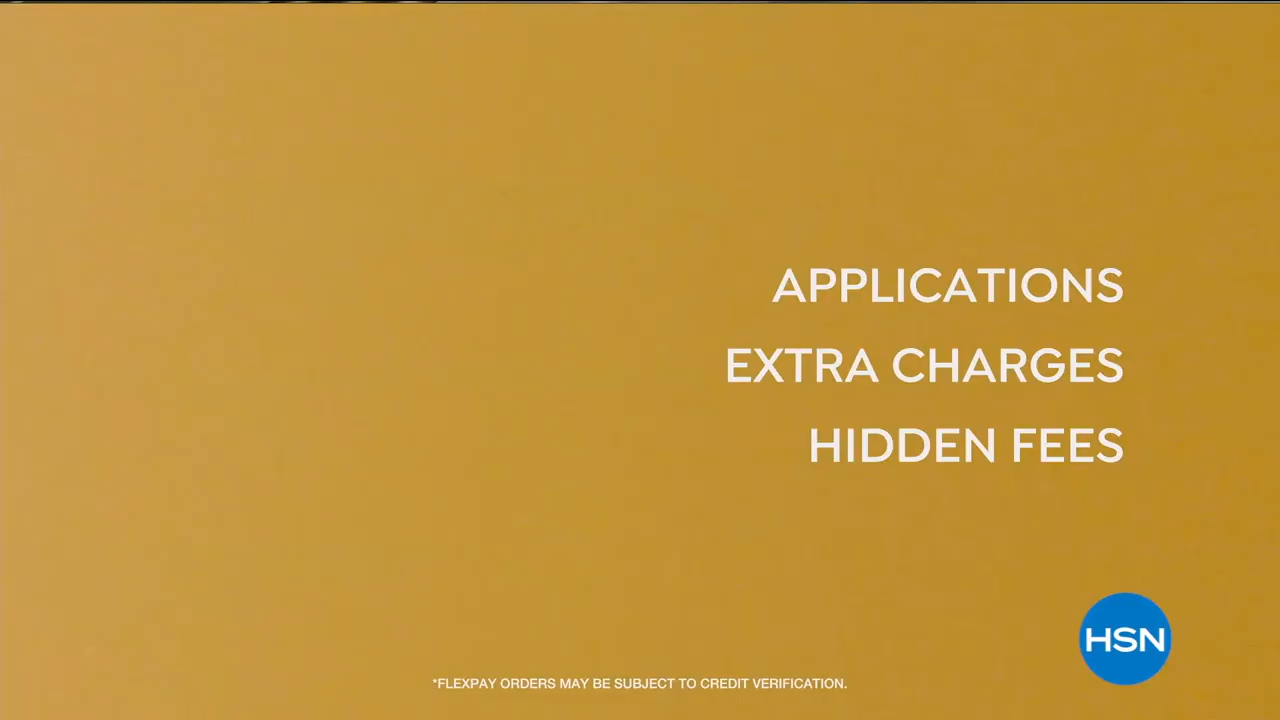 APPLICATIONS
EXTRA CHARGES
HIDDEN FEES
HSN
*FLEXPAY ORDERS MAY BE SUBJECT TO CREDIT VERIFICATION.